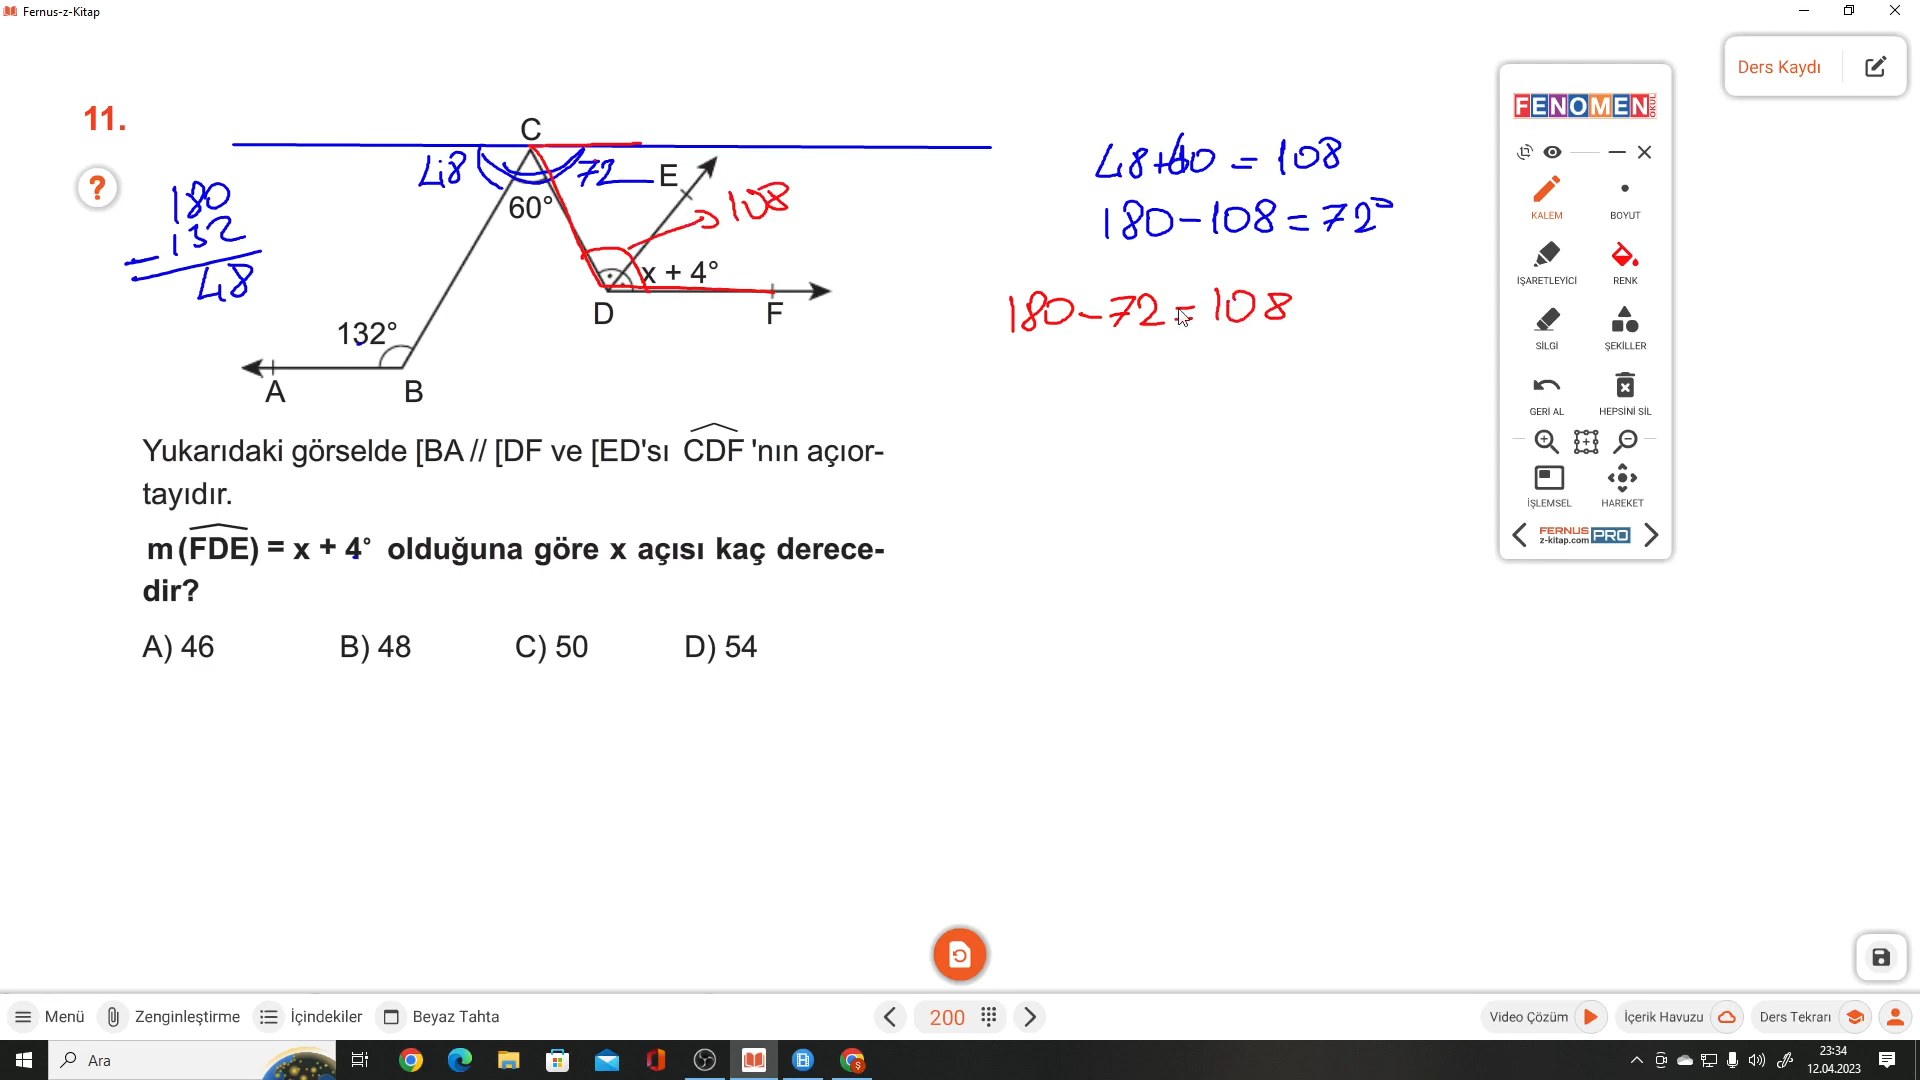 Fernus-z-Kitap
Ders Kaydı
11.
C
48
72
E
60°
108
180
132
48
x + 4°
D
F
132°
A
B
48+60 = 108
180-108=72°
180-72=108
Yukarıdaki görselde [BA // [DF ve [ED'sı CDF 'nın açıor-
tayıdır.
m(FDE) = x + 4° olduğuna göre x açısı kaç derece-
dir?
A) 46 B) 48 C) 50 D) 54
FENOMEN OKUL
KALEM BOYUT
İŞARETLEYİCİ RENK
SİLGİ ŞEKİLLER
GERİ AL HEPSİNİ SİL
İŞLEMSEL HAREKET
FERNUS PRO
z-kitap.com
Menü Zenginleştirme İçindekiler Beyaz Tahta 200 Video Çözüm İçerik Havuzu Ders Tekrarı
Ara
23:34
12.04.2023